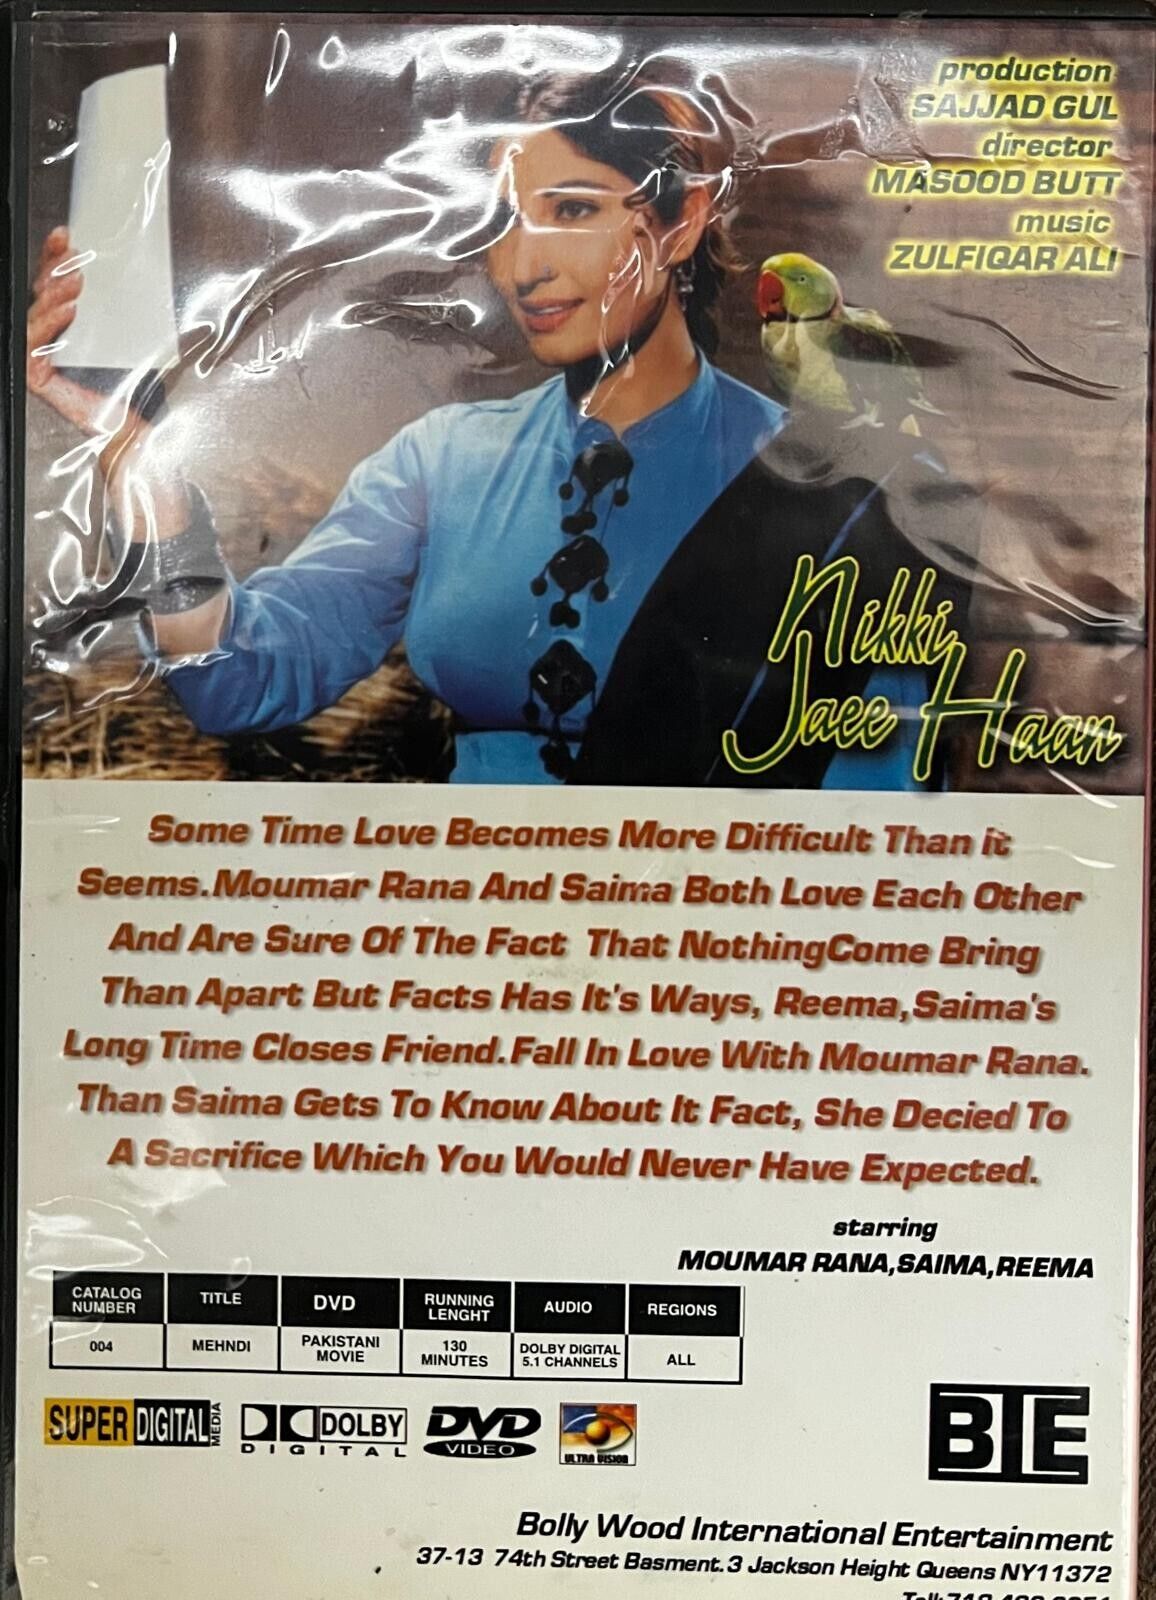 production
SAJJAD GUL
director
MASOOD BUTT
music
ZULFIQAR ALI
Nikki
Jaee Haan
Some Time Love Becomes More Difficult Than it
Seems.Moumar Rana And Saima Both Love Each Other
And Are Sure Of The Fact That NothingCome Bring
Than Apart But Facts Has It's Ways, Reema,Saima's
Long Time Closes Friend.Fall In Love With Moumar Rana.
Than Saima Gets To Know About It Fact, She Decied To
A Sacrifice Which You Would Never Have Expected.
starring
MOUMAR RANA,SAIMA,REEMA
CATALOG NUMBER TITLE DVD RUNNING LENGHT AUDIO REGIONS
004 MEHNDI PAKISTANI MOVIE 130 MINUTES DOLBY DIGITAL 5.1 CHANNELS ALL
SUPER DIGITAL MEDIA DOLBY DIGITAL DVD VIDEO ULTRA VISION
BIE
Bolly Wood International Entertainment
37-13 74th Street Basment.3 Jackson Height Queens NY11372